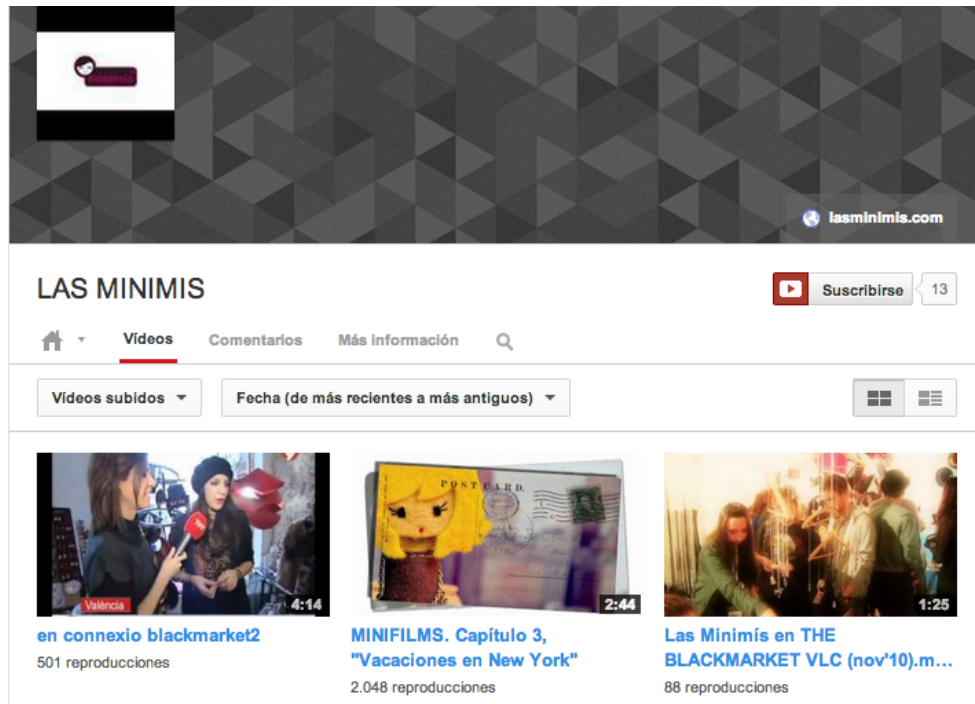 lasminimis.com
LAS MINIMIS
Suscribirse 13
Vídeos Comentarios Más información
Vídeos subidos Fecha (de más recientes a más antiguos)
POST CARD.
València 4:14 2:44 1:25
en connexio blackmarket2
501 reproducciones
MINIFILMS. Capítulo 3,
"Vacaciones en New York"
2.048 reproducciones
Las Minimís en THE
BLACKMARKET VLC (nov'10).m...
88 reproducciones